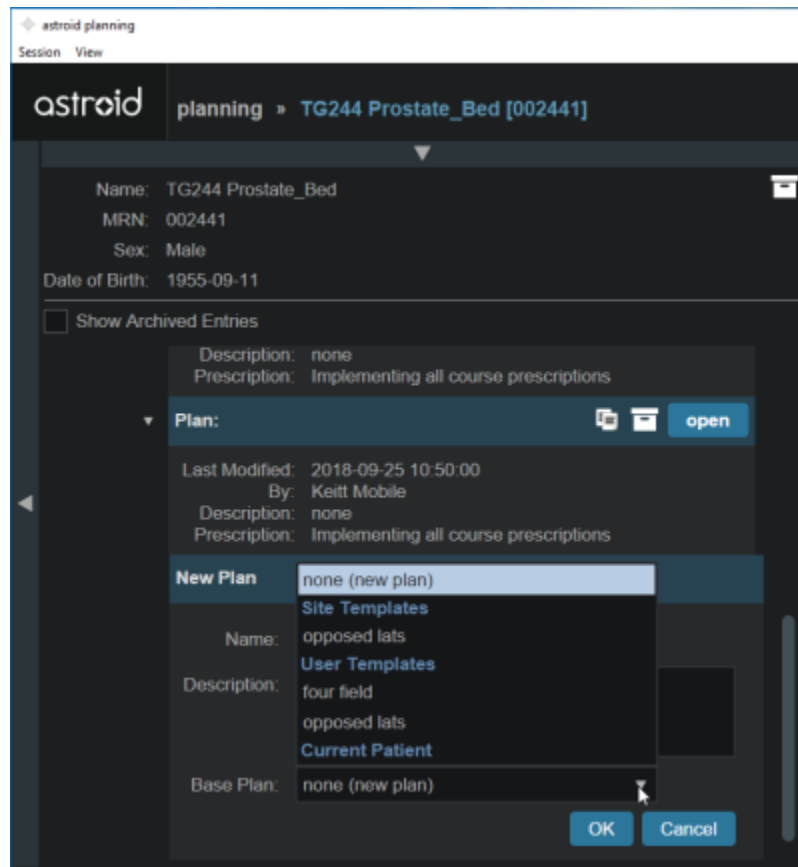 astroid planning
Session View
astroid planning » TG244 Prostate_Bed [002441]
Name: TG244 Prostate_Bed
MRN: 002441
Sex: Male
Date of Birth: 1955-09-11
Show Archived Entries
Description: none
Prescription: Implementing all course prescriptions
Plan: open
Last Modified: 2018-09-25 10:50:00
By: Keitt Mobile
Description: none
Prescription: Implementing all course prescriptions
New Plan
none (new plan)
Site Templates
Name: opposed lats
User Templates
Description: four field
opposed lats
Current Patient
Base Plan: none (new plan)
OK Cancel